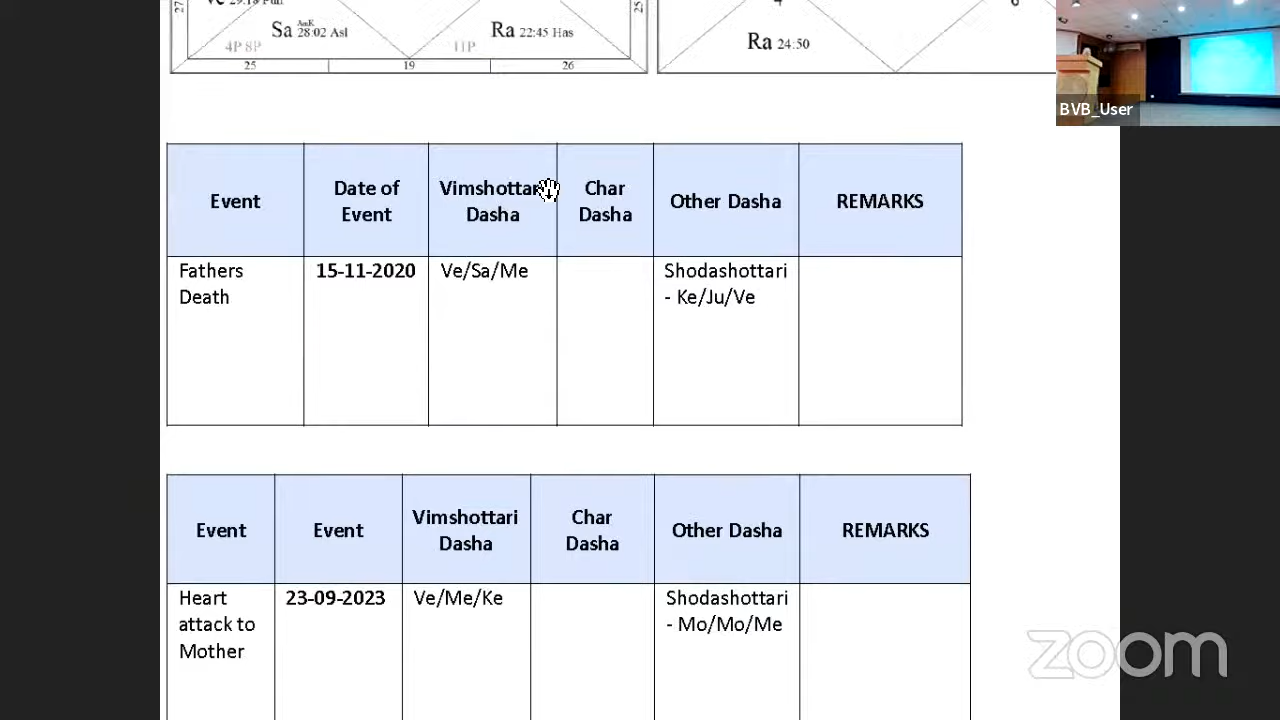 27
Sa AmK 28:02 Asl
4P 8P
11P
Ra 22:45 Has
25
25
19
26
4
6
Ra 24:50
BVB_User
Event
Date of
Event
Vimshottari
Dasha
Char
Dasha
Other Dasha
REMARKS
Fathers
Death
15-11-2020
Ve/Sa/Me
Shodashottari
- Ke/Ju/Ve
Event
Event
Vimshottari
Dasha
Char
Dasha
Other Dasha
REMARKS
Heart
attack to
Mother
23-09-2023
Ve/Me/Ke
Shodashottari
- Mo/Mo/Me
zoom